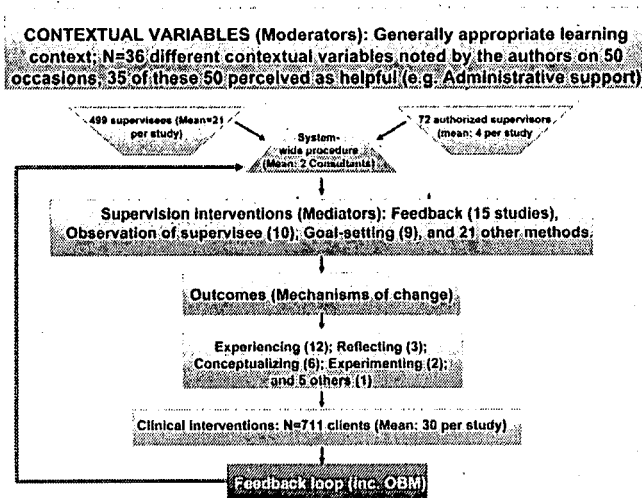 CONTEXTUAL VARIABLES (Moderators): Generally appropriate learning
context; N=36 different contextual variables noted by the authors on 50
occasions, 35 of these 50 perceived as helpful (e.g. Administrative support)
499 supervisees (Mean=21
per study)
System-
wide procedure
(Mean: 2 Consultants)
72 authorized supervisors,
(mean: 4 per study
Supervision interventions (Mediators): Feedback (15 studies),
Observation of supervisee (10); Goal-setting (9), and 21 other methods.
Outcomes (Mechanisms of change)
Experiencing (12); Reflecting (3);
Conceptualizing (6); Experimenting (2);
and 5 others (1)
Clinical interventions: N=711 clients (Mean: 30 per study)
Feedback loop (inc. OBM)